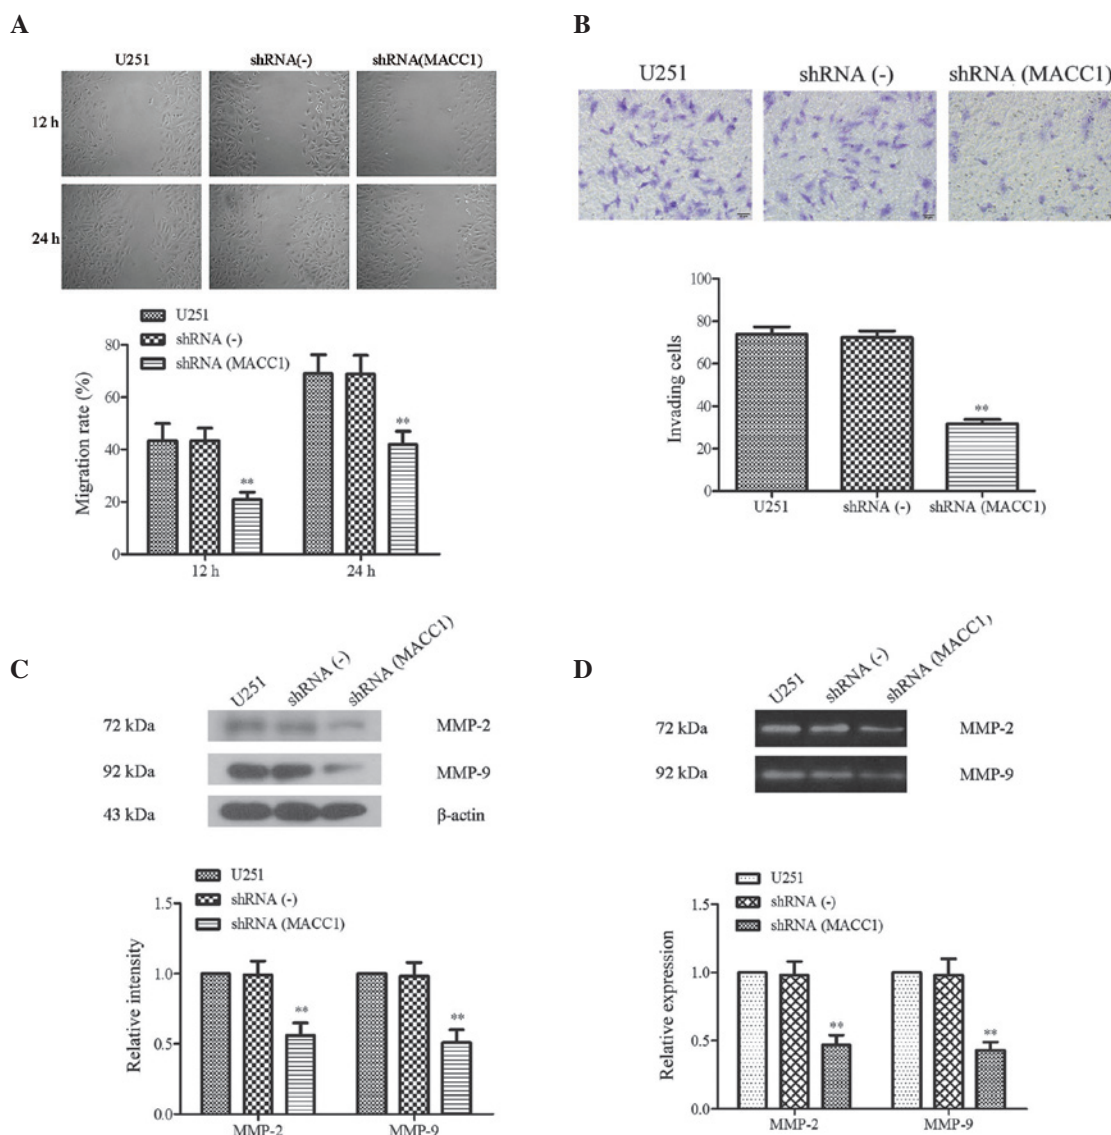 A
U251 shRNA(-) shRNA(MACC1)
12 h
24 h
U251
shRNA (-)
shRNA (MACC1)
80
60
40
20
0
Migration rate (%)
**
**
12 h 24 h
B
U251 shRNA (-) shRNA (MACC1)
100
80
60
40
20
0
Invading cells
**
U251 shRNA (-) shRNA (MACC1)
C
U251 shRNA (-) shRNA (MACC1)
72 kDa MMP-2
92 kDa MMP-9
43 kDa β-actin
U251
shRNA (-)
shRNA (MACC1)
1.5
1.0
0.5
0.0
Relative intensity
**
**
MMP-2 MMP-9
D
U251 shRNA (-) shRNA (MACC1)
72 kDa MMP-2
92 kDa MMP-9
U251
shRNA (-)
shRNA (MACC1)
1.5
1.0
0.5
0.0
Relative expression
**
**
MMP-2 MMP-9